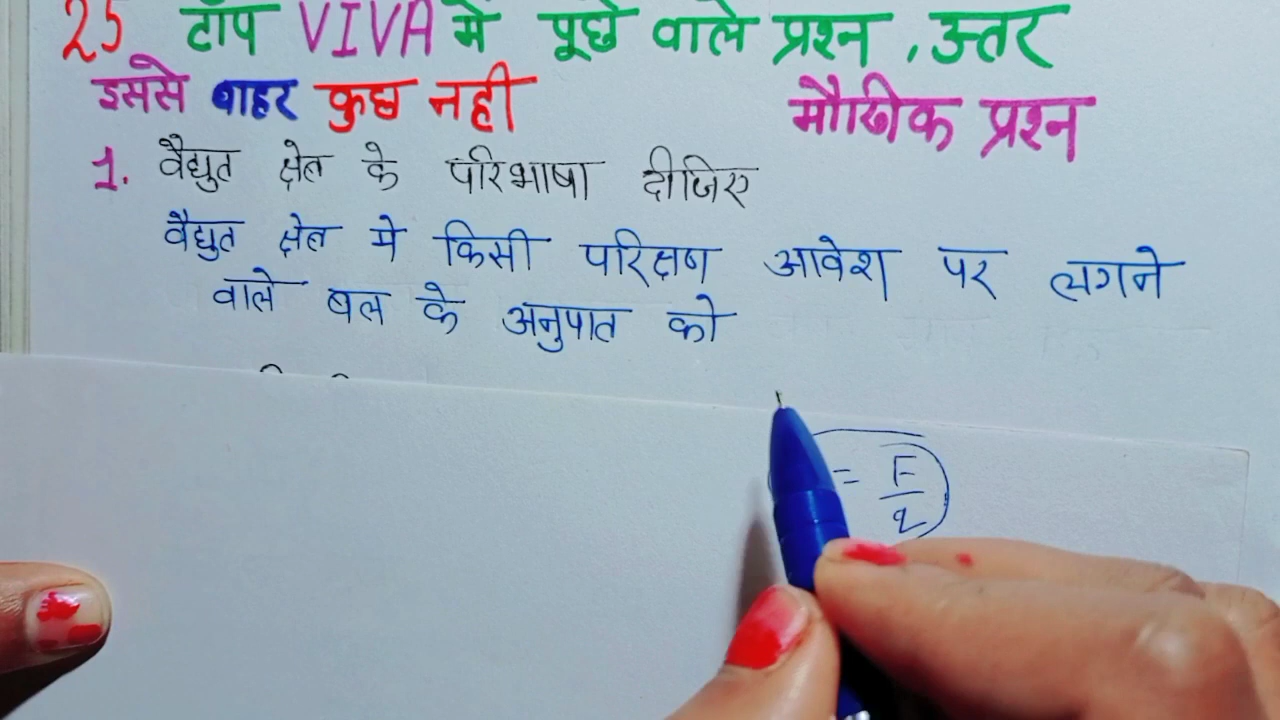 25 टॉप VIVA में पूछे वाले प्रश्न , उत्तर
इससे बाहर कुछ नही मौखिक प्रश्न
1. वैद्युत क्षेत के परिभाषा दीजिए
वैद्युत क्षेत मे किसी परिक्षण आवेश पर लगने
वाले बल के अनुपात को
= F
q